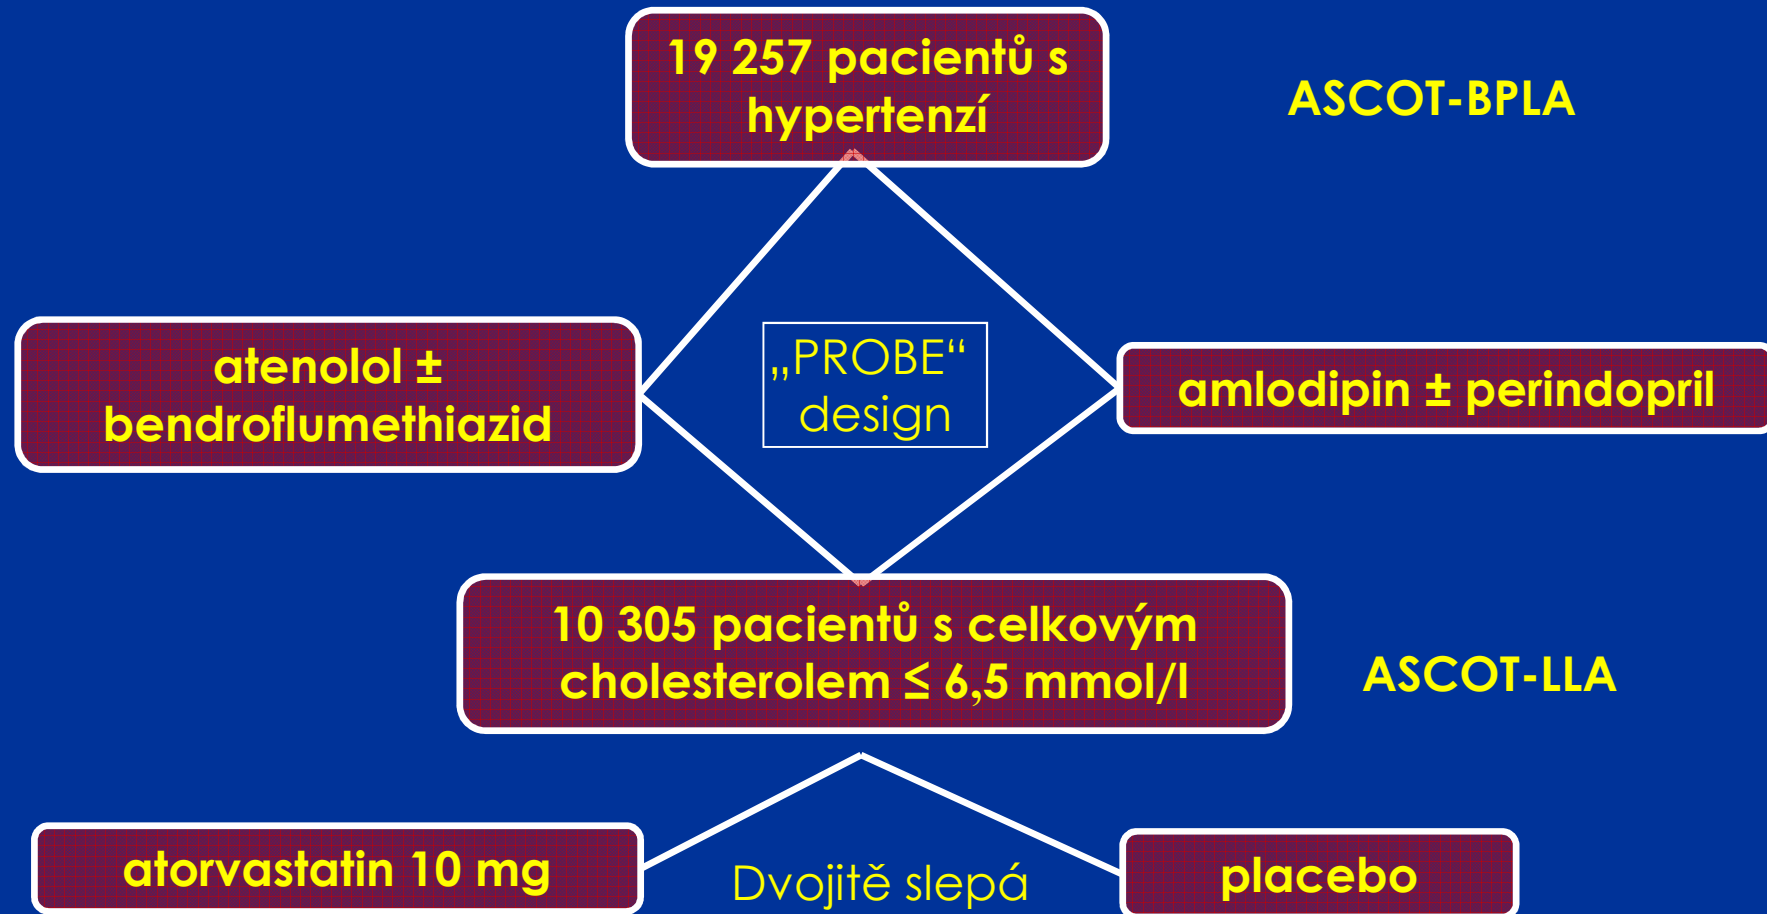 19 257 pacientů s
hypertenzí
ASCOT-BPLA
atenolol ±
bendroflumethiazid
„PROBE“
design
amlodipin ± perindopril
10 305 pacientů s celkovým
cholesterolem ≤ 6,5 mmol/l
ASCOT-LLA
atorvastatin 10 mg
Dvojitě slepá
placebo